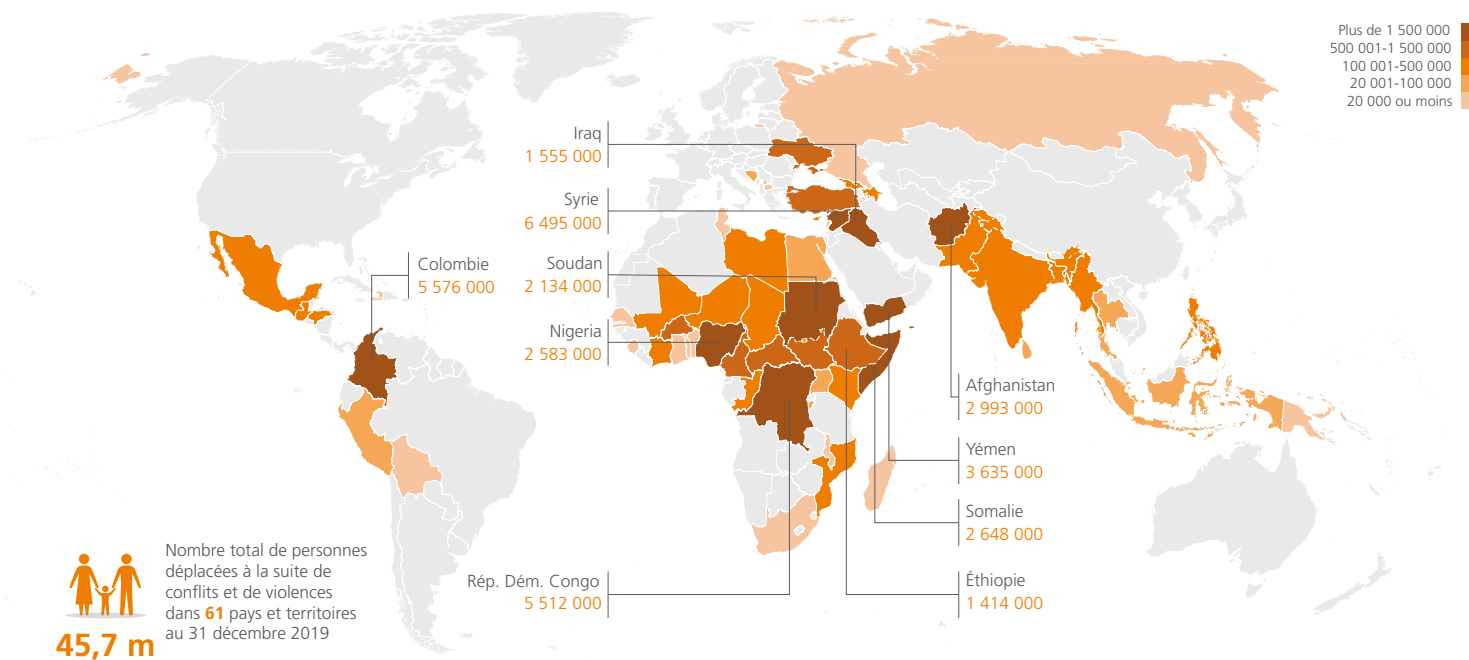 Plus de 1 500 000
500 001-1 500 000
100 001-500 000
20 001-100 000
20 000 ou moins
Iraq
1 555 000
Syrie
6 495 000
Colombie
5 576 000
Soudan
2 134 000
Nigeria
2 583 000
Afghanistan
2 993 000
Yémen
3 635 000
Somalie
2 648 000
Rép. Dém. Congo
5 512 000
Éthiopie
1 414 000
Nombre total de personnes
déplacées à la suite de
conflits et de violences
dans 61 pays et territoires
au 31 décembre 2019
45,7 m